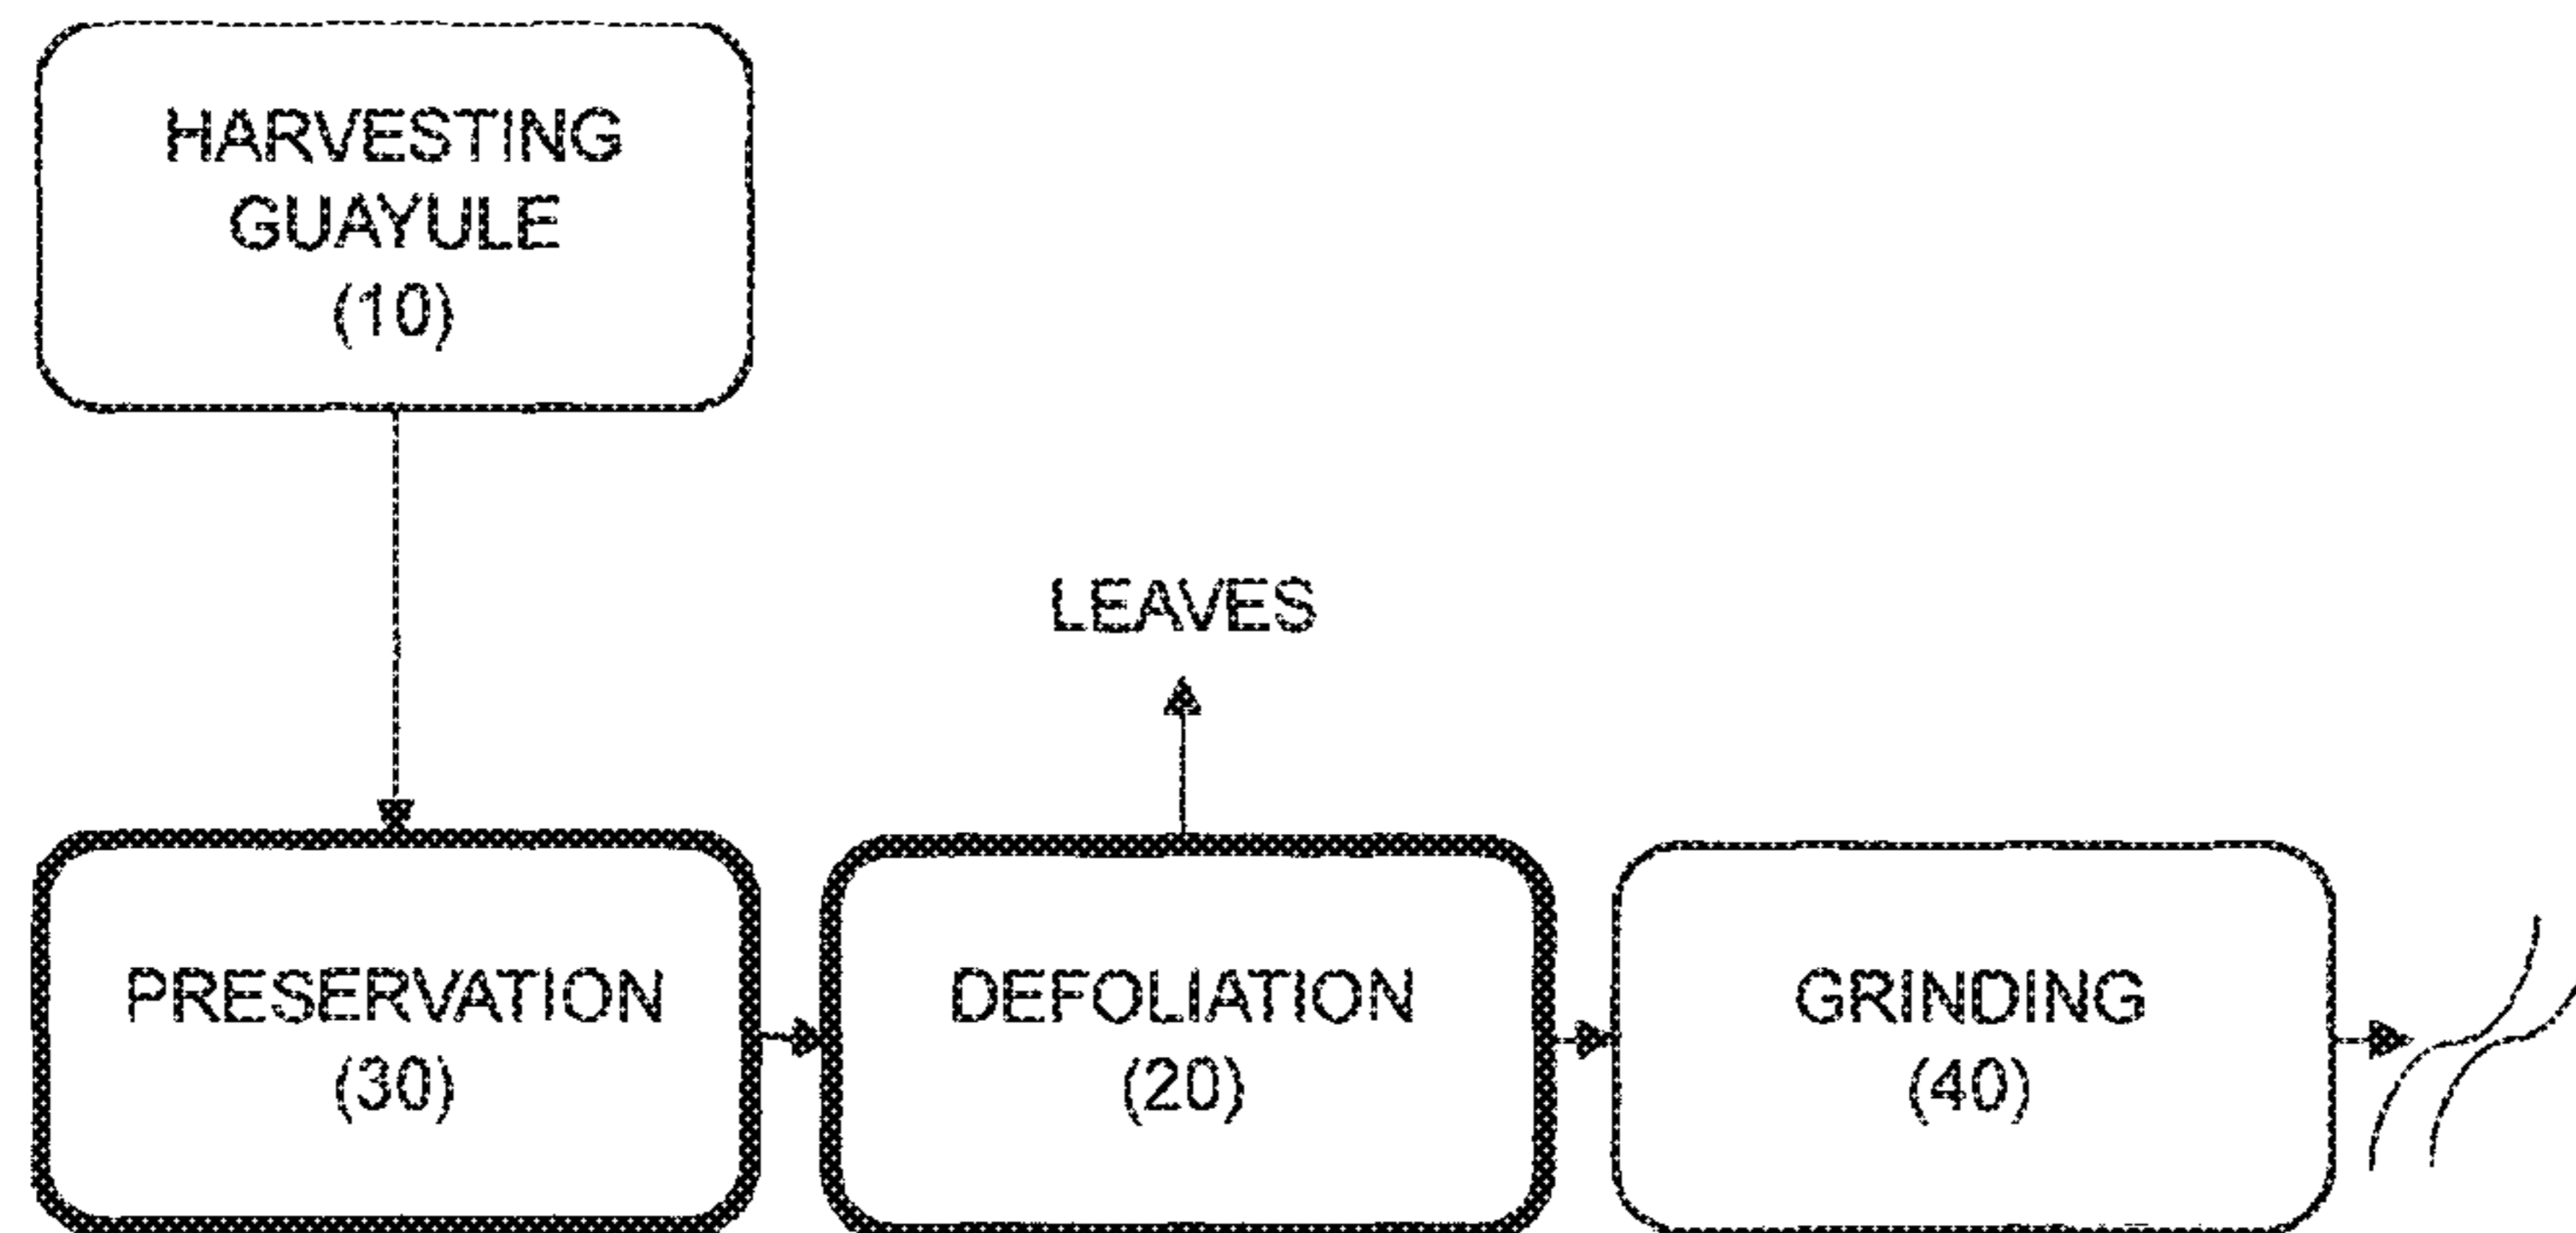 HARVESTING
GUAYULE
(10)
LEAVES
PRESERVATION
(30)
DEFOLIATION
(20)
GRINDING
(40)